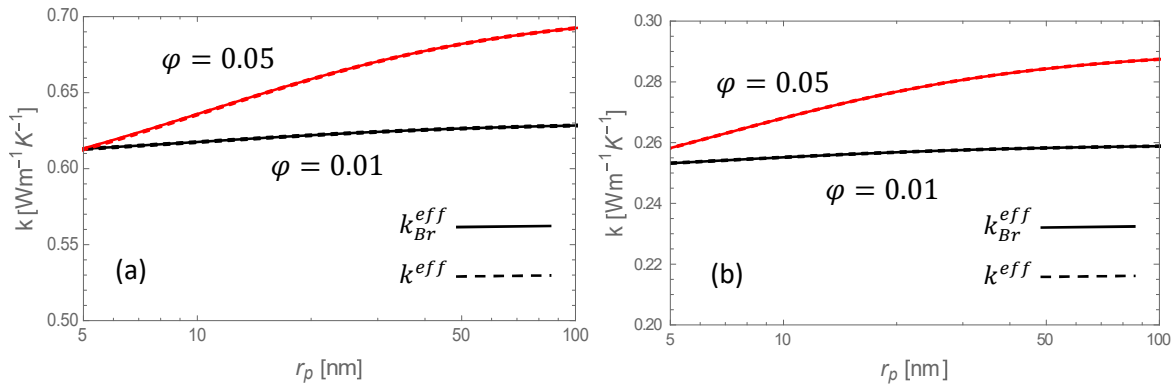 0.70
0.65
0.60
0.55
0.50
k [Wm⁻¹K⁻¹]
φ = 0.05
φ = 0.01
k_Br^eff
k^eff
(a)
5 10 50 100
r_p [nm]
0.30
0.28
0.26
0.24
0.22
0.20
k [Wm⁻¹K⁻¹]
φ = 0.05
φ = 0.01
k_Br^eff
k^eff
(b)
5 10 50 100
r_p [nm]